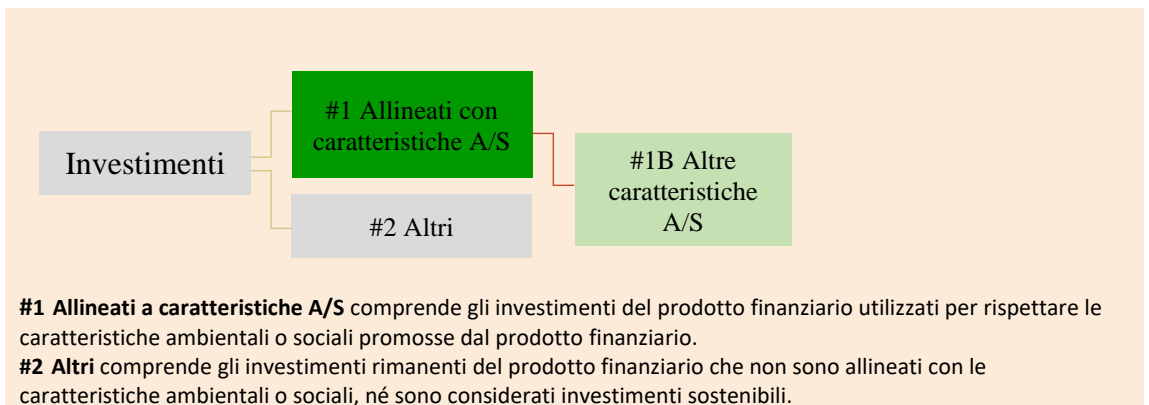 #1 Allineati con
caratteristiche A/S
Investimenti
#1B Altre
caratteristiche
A/S
#2 Altri
#1 Allineati a caratteristiche A/S comprende gli investimenti del prodotto finanziario utilizzati per rispettare le
caratteristiche ambientali o sociali promosse dal prodotto finanziario.
#2 Altri comprende gli investimenti rimanenti del prodotto finanziario che non sono allineati con le
caratteristiche ambientali o sociali, né sono considerati investimenti sostenibili.